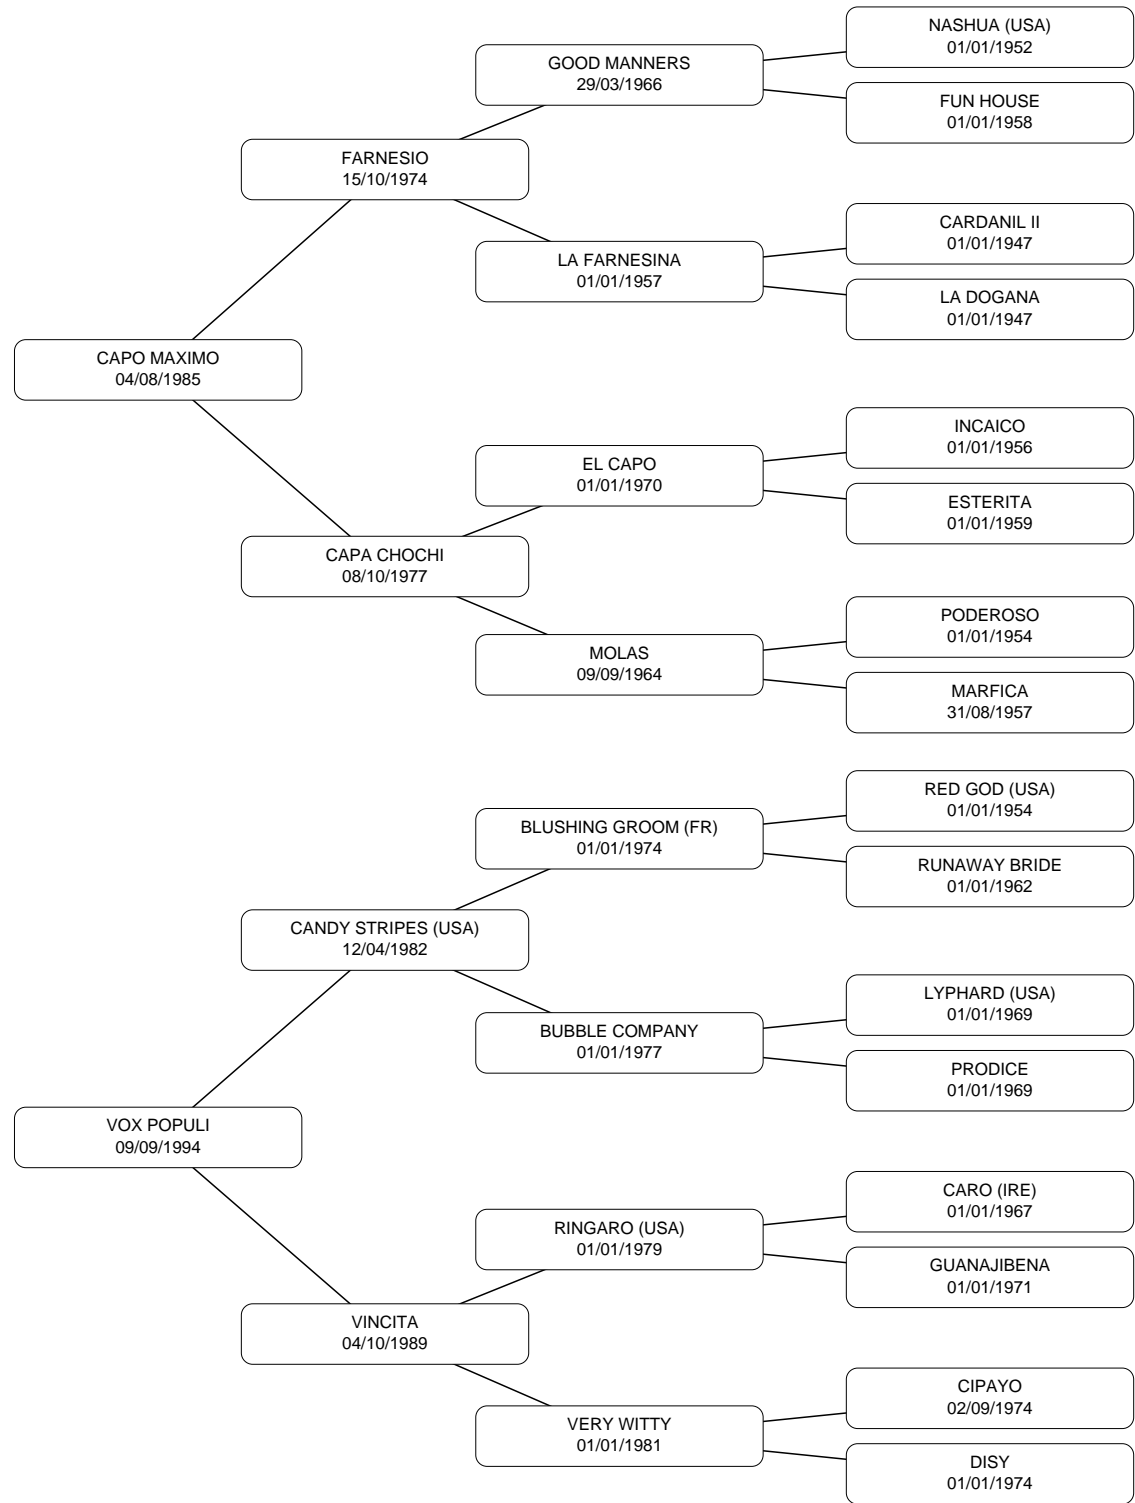 NASHUA (USA)
01/01/1952
GOOD MANNERS
29/03/1966
FUN HOUSE
01/01/1958
FARNESIO
15/10/1974
CARDANIL II
01/01/1947
LA FARNESINA
01/01/1957
LA DOGANA
01/01/1947
CAPO MAXIMO
04/08/1985
INCAICO
01/01/1956
EL CAPO
01/01/1970
ESTERITA
01/01/1959
CAPA CHOCHI
08/10/1977
PODEROSO
01/01/1954
MOLAS
09/09/1964
MARFICA
31/08/1957
RED GOD (USA)
01/01/1954
BLUSHING GROOM (FR)
01/01/1974
RUNAWAY BRIDE
01/01/1962
CANDY STRIPES (USA)
12/04/1982
LYPHARD (USA)
01/01/1969
BUBBLE COMPANY
01/01/1977
PRODICE
01/01/1969
VOX POPULI
09/09/1994
CARO (IRE)
01/01/1967
RINGARO (USA)
01/01/1979
GUANAJIBENA
01/01/1971
VINCITA
04/10/1989
CIPAYO
02/09/1974
VERY WITTY
01/01/1981
DISY
01/01/1974